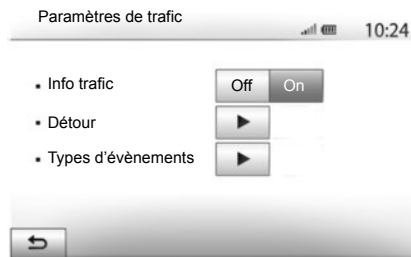 Paramètres de trafic
10:24
Info trafic
Off On
Détour
Types d’évènements